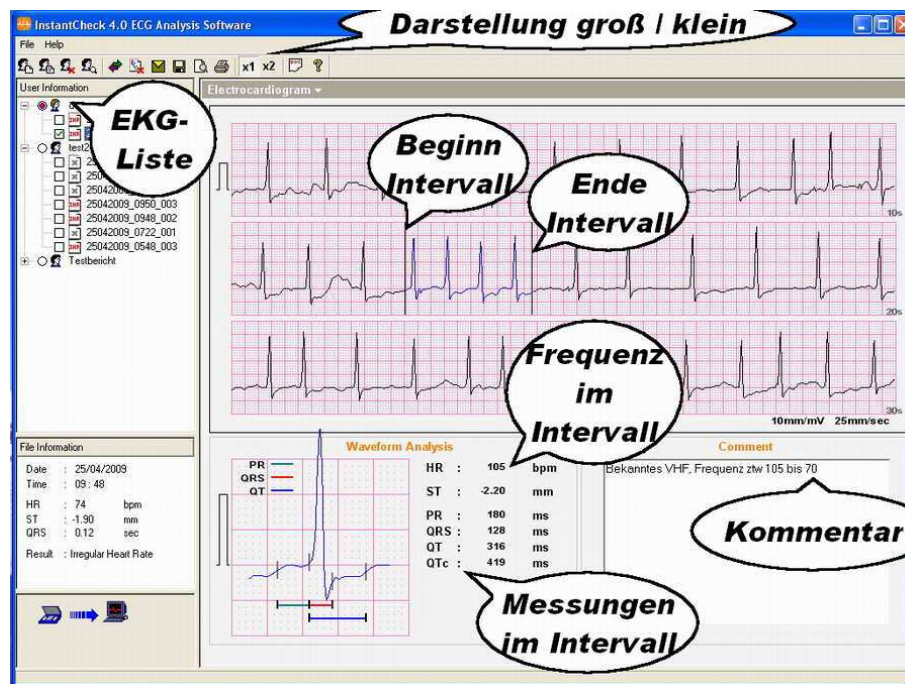 InstantCheck 4.0 ECG Analysis Software
Darstellung groß / klein
File Help
x1 x2
User Information
Electrocardiogram
EKG-
Liste
test2
25042009_0950_003
25042009_0948_002
25042009_0722_001
25042009_0548_003
Testbericht
Beginn
Intervall
Ende
Intervall
10s
20s
30s
Frequenz
im
Intervall
10mm/mV 25mm/sec
File Information
Date : 25/04/2009
Time : 09 : 48
HR : 74 bpm
ST : -1.90 mm
QRS : 0.12 sec
Result : Irregular Heart Rate
Waveform Analysis
PR
QRS
QT
HR : 105 bpm
ST : -2.20 mm
PR : 180 ms
QRS : 128 ms
QT : 316 ms
QTc : 419 ms
Comment
Bekanntes VHF, Frequenz ztw 105 bis 70
Kommentar
Messungen
im Intervall